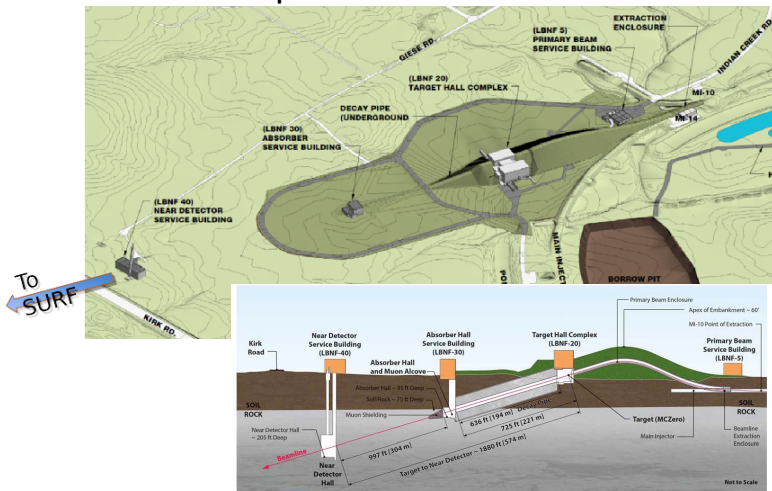 EXTRACTION
ENCLOSURE
(LBNF 5)
PRIMARY BEAM
SERVICE BUILDING
INDIAN CREEK RD.
GIESE RD.
(LBNF 20)
TARGET HALL COMPLEX
MI-10
MI-14
DECAY PIPE
(UNDERGROUND
(LBNF 30)
ABSORBER
SERVICE BUILDING
(LBNF 40)
NEAR DETECTOR
SERVICE BUILDING
MAIN INJECT
BORROW PIT
KIRK RD.
To
SURF
Primary Beam Enclosure
Apex of Embankment ~ 60'
MI-10 Point of Extraction
Kirk
Road
Near Detector
Service Building
(LBNF-40)
Absorber Hall
Service Building
(LBNF-30)
Target Hall Complex
(LBNF-20)
Primary Beam
Service Building
(LBNF-5)
Absorber Hall
and Muon Alcove
Absorber Hall ~ 95 ft Deep
Soil/Rock ~ 70 ft Deep
Muon Shielding
SOIL
ROCK
SOIL
ROCK
636 ft [194 m] Decay Pipe
725 ft [221 m]
997 ft [304 m]
Target to Near Detector ~ 1880 ft [574 m]
Target (MCZero)
Main Injector
Beamline
Extraction
Enclosure
Near Detector Hall
~ 205 ft Deep
Beamline
Near
Detector
Hall
Not to Scale